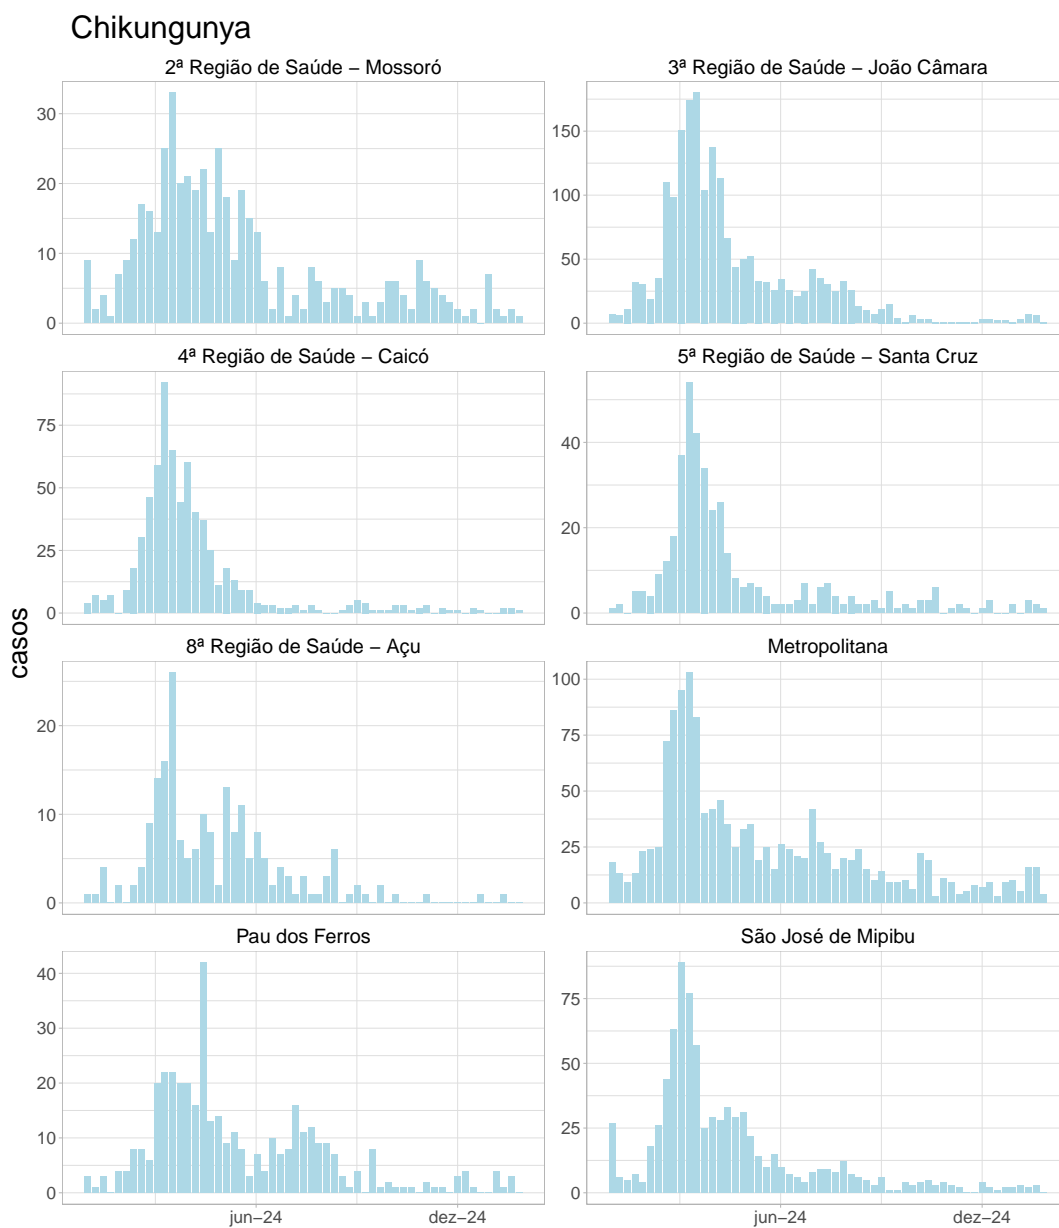 Chikungunya
2ª Região de Saúde – Mossoró
3ª Região de Saúde – João Câmara
30
20
10
0
150
100
50
0
4ª Região de Saúde – Caicó
5ª Região de Saúde – Santa Cruz
75
50
25
0
40
20
0
casos
8ª Região de Saúde – Açu
Metropolitana
20
10
0
100
75
50
25
0
Pau dos Ferros
São José de Mipibu
40
30
20
10
0
75
50
25
0
jun–24
dez–24
jun–24
dez–24